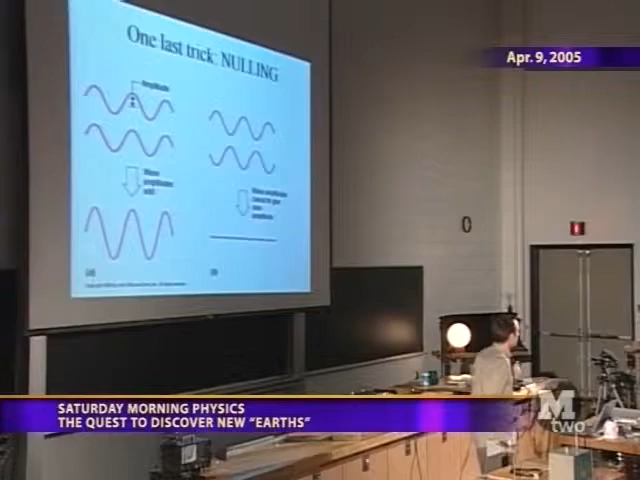 One last trick: NULLING
Apr. 9, 2005
Amplitude
Wave
amplitudes
add
Wave amplitudes
cancel to give
zero
amplitude
(a)
(b)
0
SATURDAY MORNING PHYSICS
THE QUEST TO DISCOVER NEW “EARTHS”
M
two